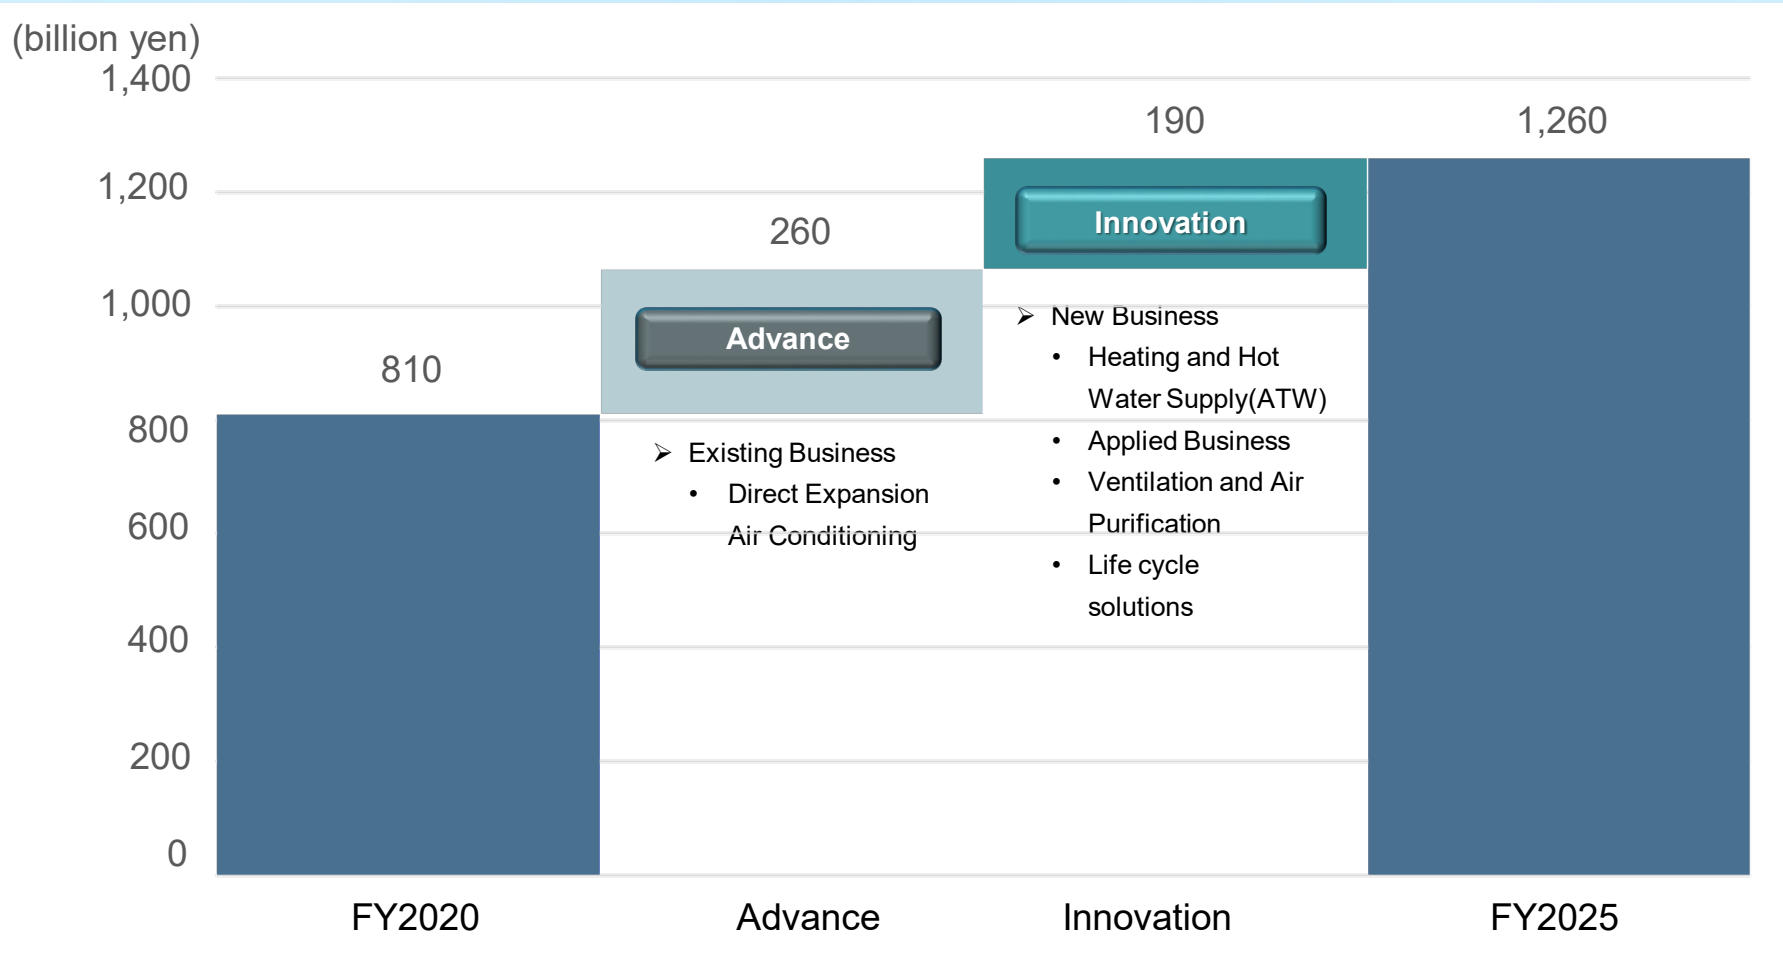 (billion yen)
1,400
1,200
1,000
800
600
400
200
0
810
260
190
1,260
Advance
Innovation
➢ Existing Business
• Direct Expansion
Air Conditioning
➢ New Business
• Heating and Hot
Water Supply(ATW)
• Applied Business
• Ventilation and Air
Purification
• Life cycle
solutions
FY2020
Advance
Innovation
FY2025